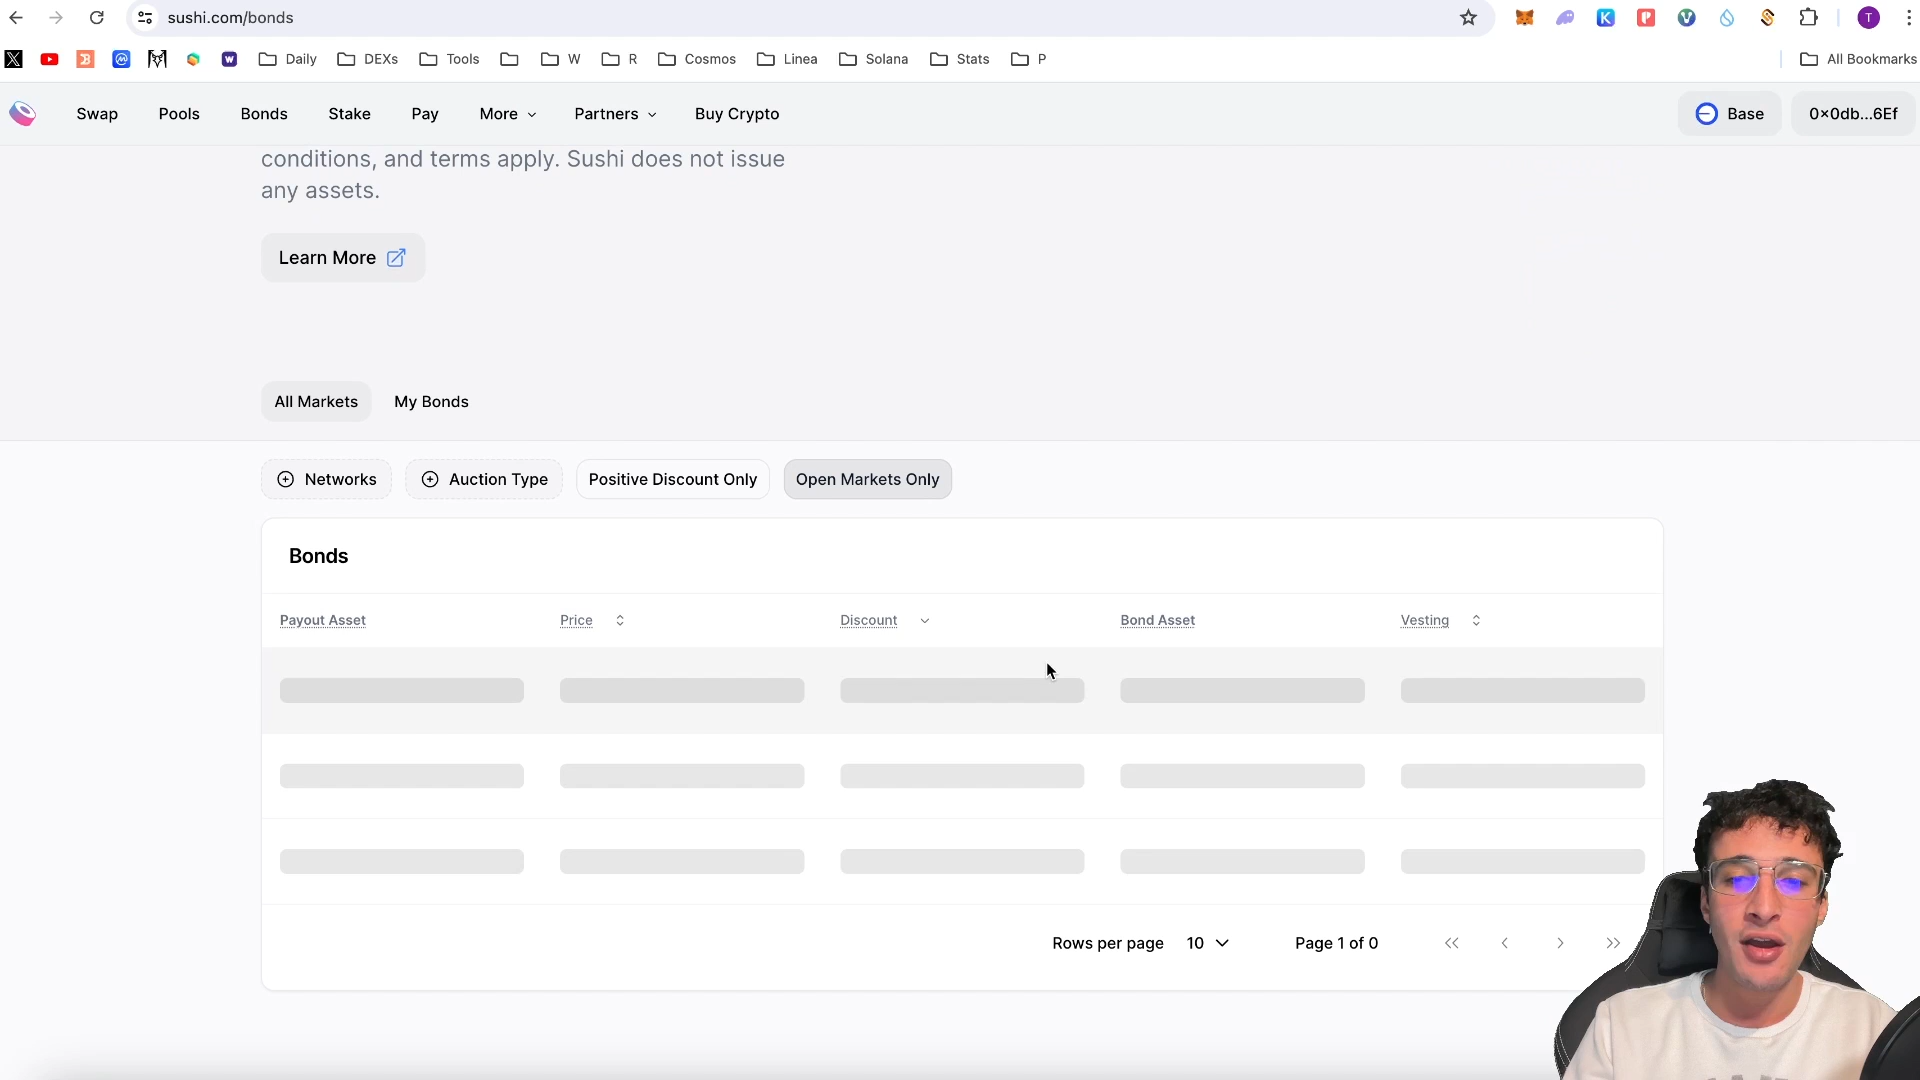 sushi.com/bonds
T
Daily
DEXs
Tools
W
R
Cosmos
Linea
Solana
Stats
P
All Bookmarks
Swap
Pools
Bonds
Stake
Pay
More
Partners
Buy Crypto
Base
0x0db...6Ef
conditions, and terms apply. Sushi does not issue
any assets.
Learn More
All Markets
My Bonds
Networks
Auction Type
Positive Discount Only
Open Markets Only
Bonds
Payout Asset
Price
Discount
Bond Asset
Vesting
Rows per page
10
Page 1 of 0